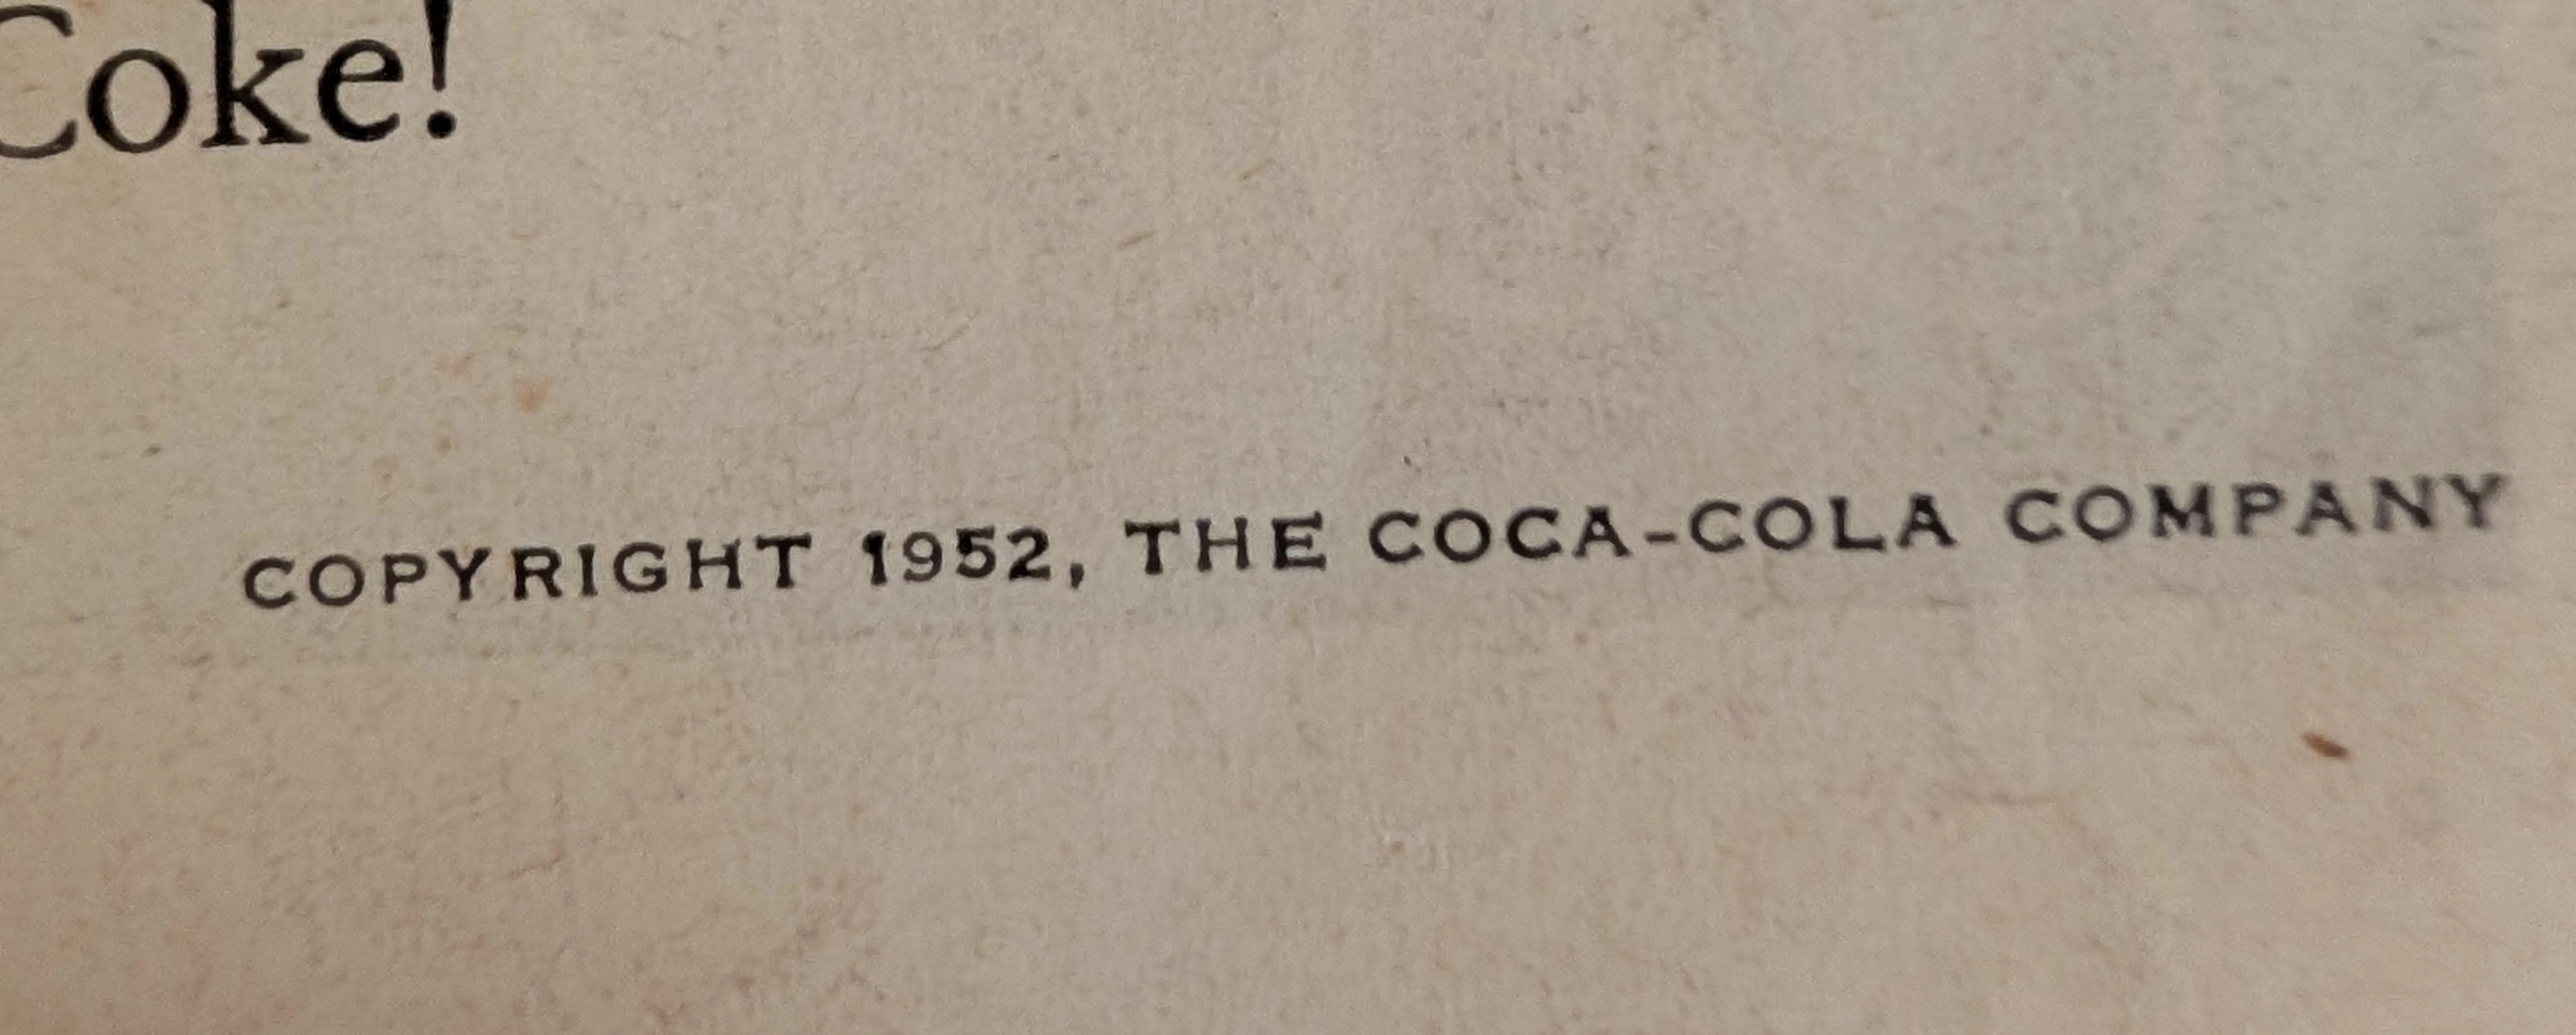 Coke!
COPYRIGHT 1952, THE COCA-COLA COMPANY